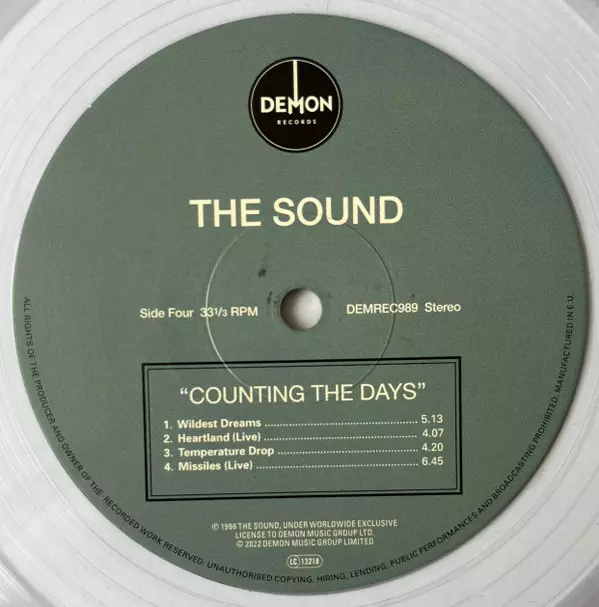 DEMON
RECORDS
THE SOUND
Side Four 33 1/3 RPM
DEMREC989 Stereo
“COUNTING THE DAYS”
1. Wildest Dreams ........................................ 5.13
2. Heartland (Live) ........................................ 4.07
3. Temperature Drop ........................................ 4.20
4. Missiles (Live) ........................................ 6.45
℗ 1986 THE SOUND, UNDER WORLDWIDE EXCLUSIVE
LICENSE TO DEMON MUSIC GROUP LTD.
© 2022 DEMON MUSIC GROUP LIMITED
LC 13218
ALL RIGHTS OF THE PRODUCER AND OWNER OF THE RECORDED WORK RESERVED. UNAUTHORISED COPYING, HIRING, LENDING, PUBLIC PERFORMANCES AND BROADCASTING PROHIBITED. MANUFACTURED IN E.U.